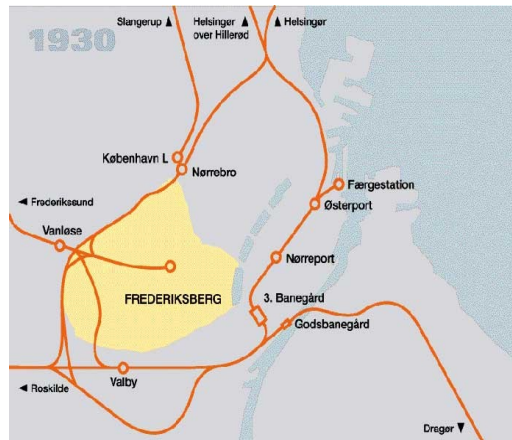 1930
Slangerup
Helsingør
over Hillerød
Helsingør
København L
Nørrebro
Færgestation
Frederikssund
Østerport
Vanløse
Nørreport
FREDERIKSBERG
3. Banegård
Godsbanegård
Valby
Roskilde
Dragør